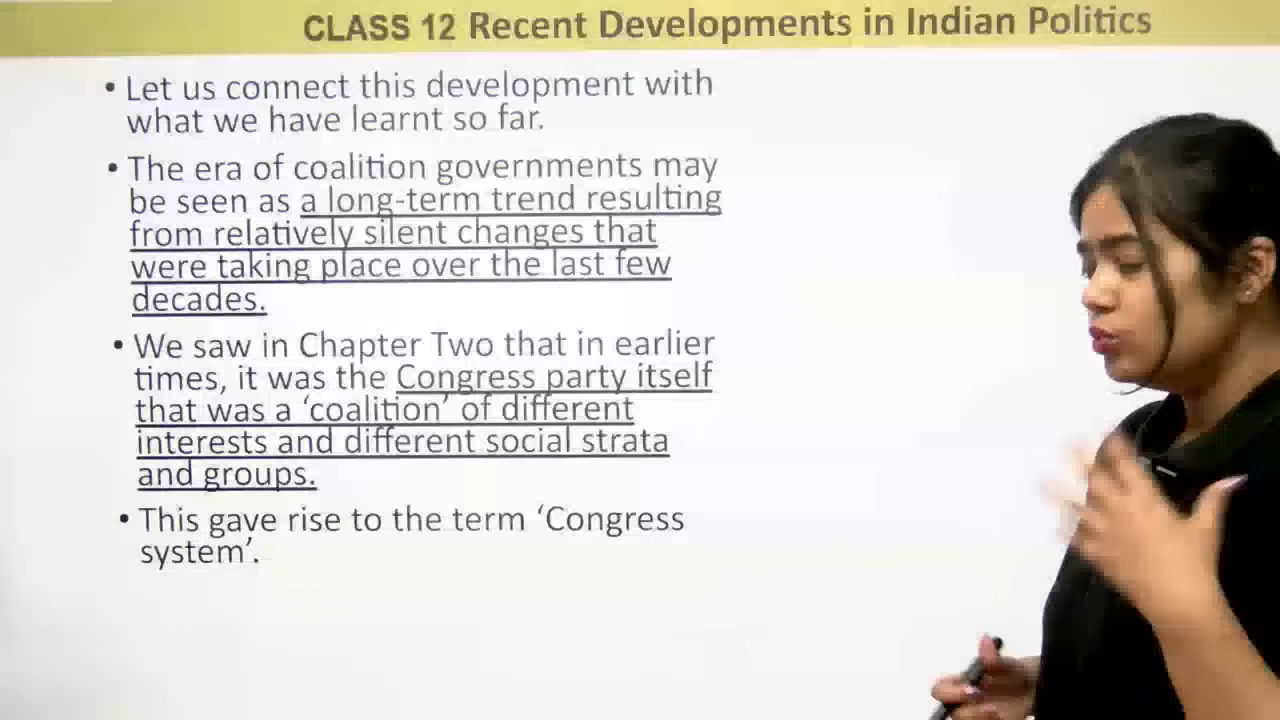 CLASS 12 Recent Developments in Indian Politics
• Let us connect this development with
what we have learnt so far.
• The era of coalition governments may
be seen as a long-term trend resulting
from relatively silent changes that
were taking place over the last few
decades.
• We saw in Chapter Two that in earlier
times, it was the Congress party itself
that was a ‘coalition’ of different
interests and different social strata
and groups.
• This gave rise to the term ‘Congress
system’.